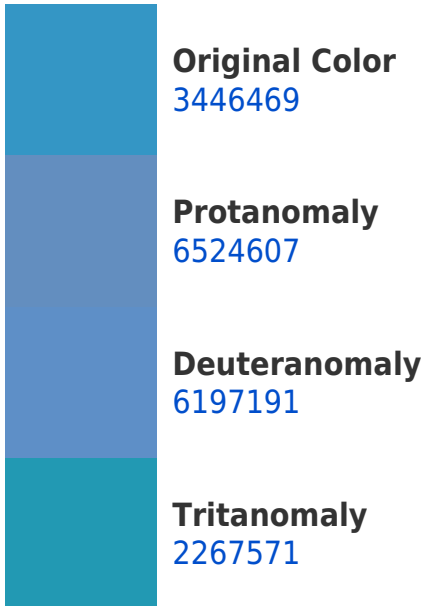 Original Color
3446469
Protanomaly
6524607
Deuteranomaly
6197191
Tritanomaly
2267571